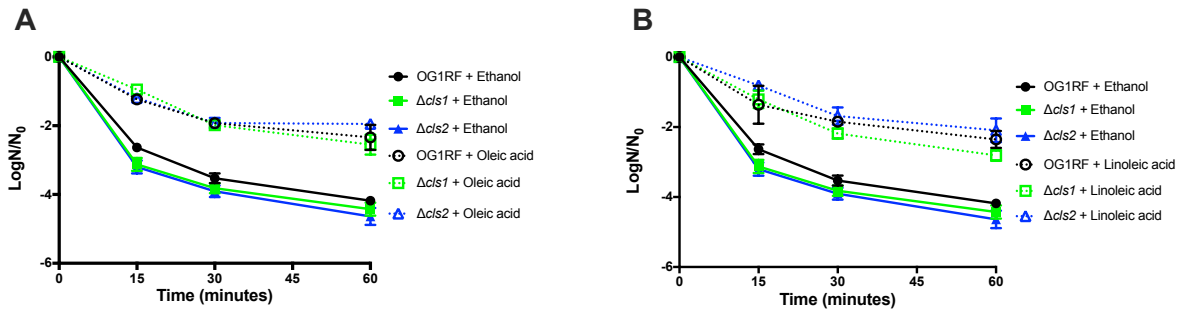 A
LogN/N0
0
-2
-4
-6
0
15
30
45
60
Time (minutes)
OG1RF + Ethanol
Δcls1 + Ethanol
Δcls2 + Ethanol
OG1RF + Oleic acid
Δcls1 + Oleic acid
Δcls2 + Oleic acid
B
LogN/N0
0
-2
-4
-6
0
15
30
45
60
Time (minutes)
OG1RF + Ethanol
Δcls1 + Ethanol
Δcls2 + Ethanol
OG1RF + Linoleic acid
Δcls1 + Linoleic acid
Δcls2 + Linoleic acid